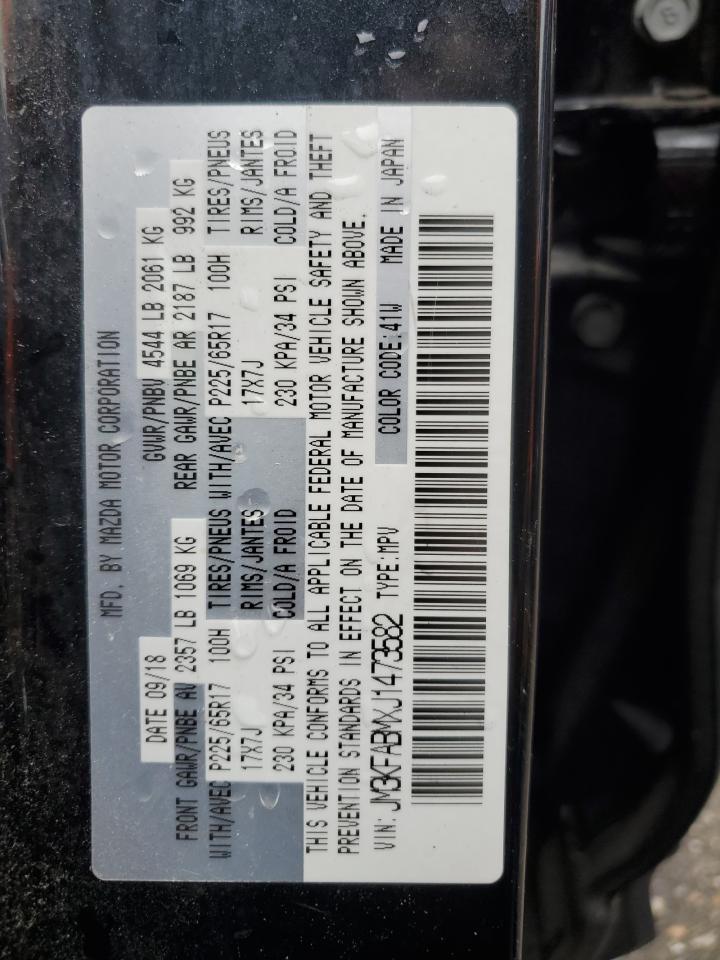 MFD. BY MAZDA MOTOR CORPORATION
DATE 09/18 GVWR/PNBV 4544 LB 2061 KG
FRONT GAWR/PNBE AV 2357 LB 1069 KG REAR GAWR/PNBE AR 2187 LB 992 KG
WITH/AVEC P225/65R17 100H TIRES/PNEUS WITH/AVEC P225/65R17 100H TIRES/PNEUS
17X7J RIMS/JANTES 17X7J RIMS/JANTES
230 KPA/34 PSI COLD/A FROID 230 KPA/34 PSI COLD/A FROID
THIS VEHICLE CONFORMS TO ALL APPLICABLE FEDERAL MOTOR VEHICLE SAFETY AND THEFT
PREVENTION STANDARDS IN EFFECT ON THE DATE OF MANUFACTURE SHOWN ABOVE.
VIN: JM3KFABMXJ1473582 TYPE:MPV COLOR CODE:41W MADE IN JAPAN
8